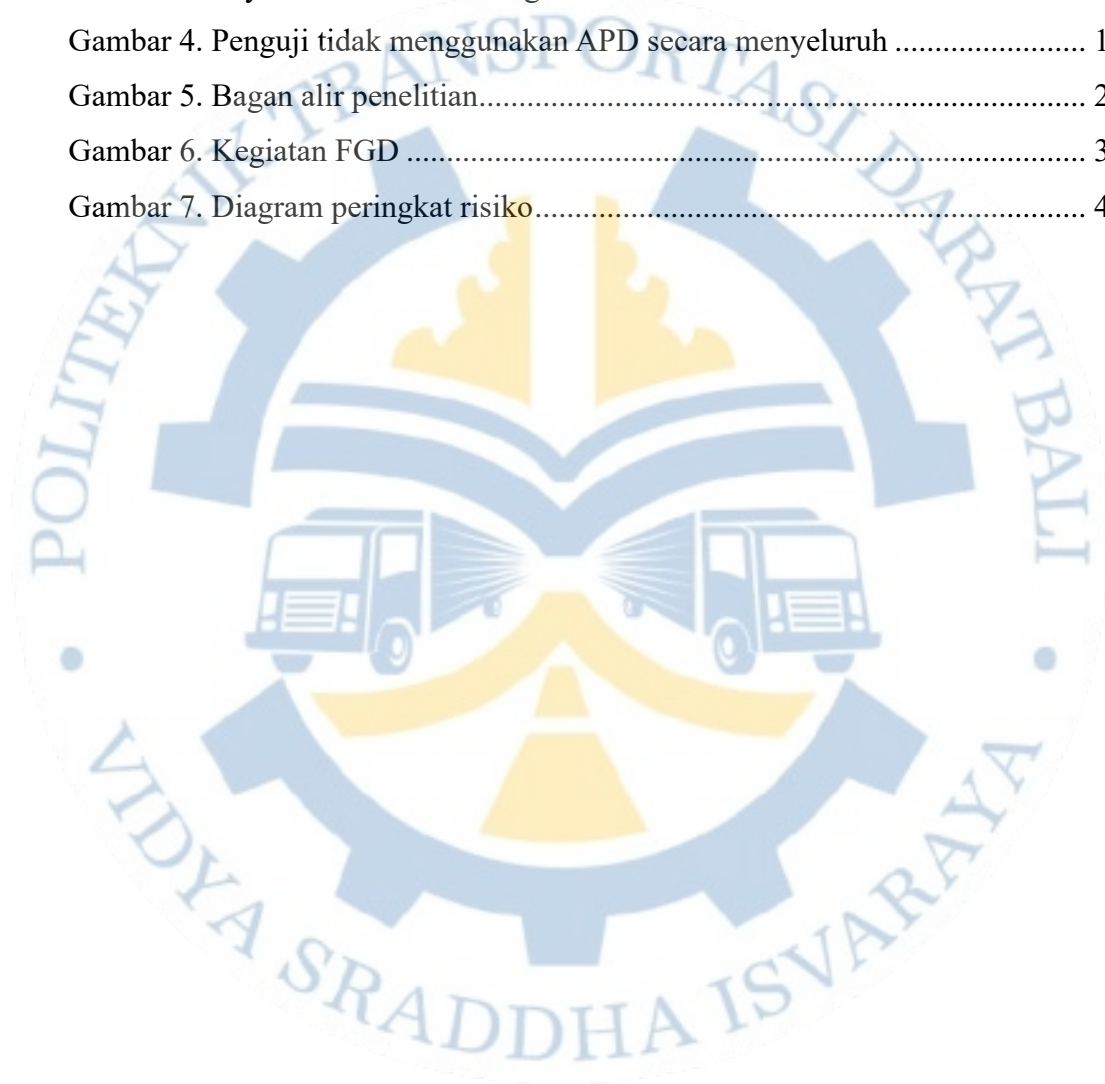 Gambar 4. Penguji tidak menggunakan APD secara menyeluruh ........................ 1
Gambar 5. Bagan alir penelitian............................................................................ 2
Gambar 6. Kegiatan FGD ..................................................................................... 3
Gambar 7. Diagram peringkat risiko...................................................................... 4
POLITEKNIK TRANSPORTASI DARAT BALI
VIDYA SRADDHA ISVARAYA